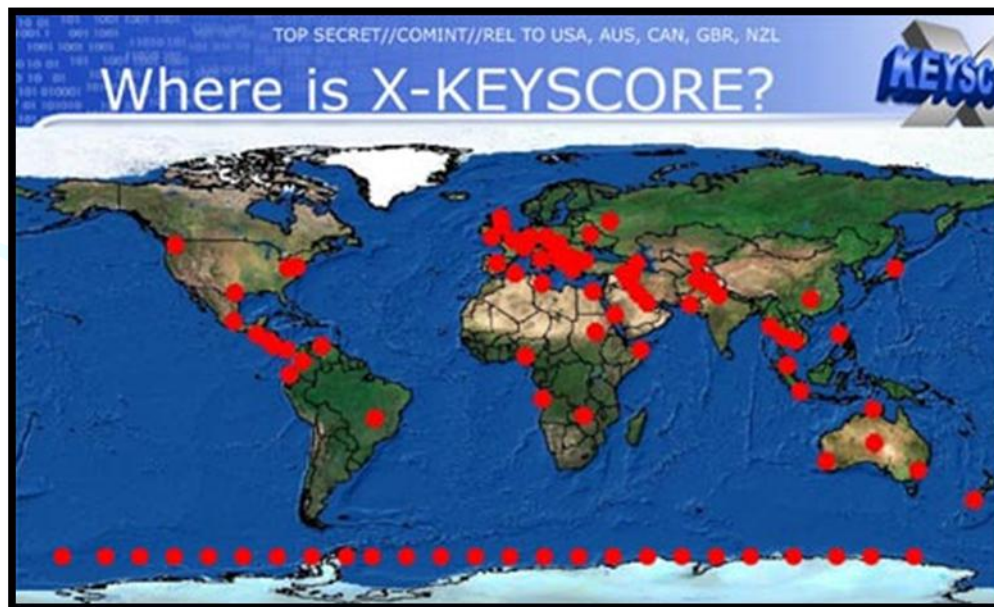 TOP SECRET//COMINT//REL TO USA, AUS, CAN, GBR, NZL
Where is X-KEYSCORE?
X
KEYSC